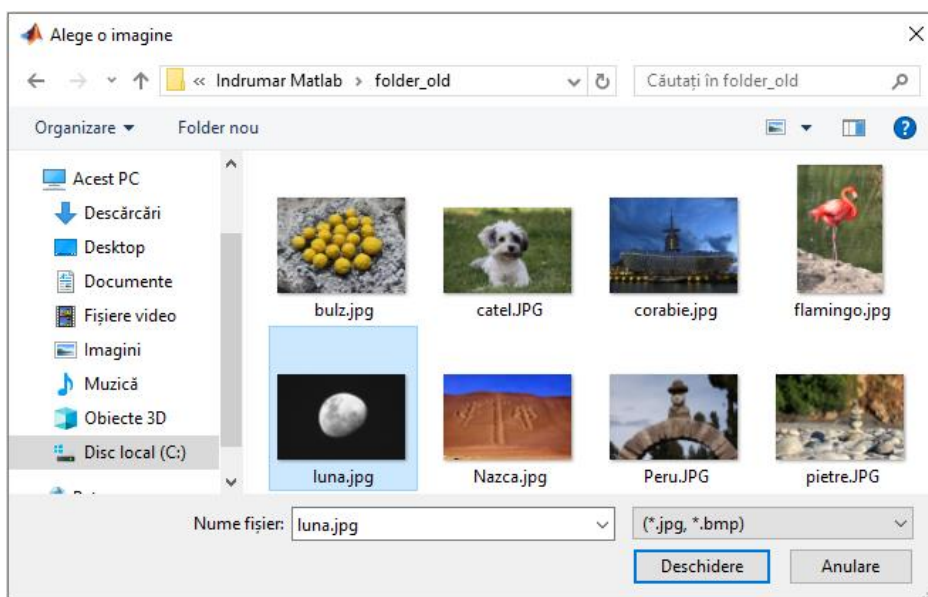 Alege o imagine
« Indrumar Matlab › folder_old
Căutați în folder_old
Organizare
Folder nou
Acest PC
Descărcări
Desktop
Documente
Fișiere video
Imagini
Muzică
Obiecte 3D
Disc local (C:)
bulz.jpg
catel.JPG
corabie.jpg
flamingo.jpg
luna.jpg
Nazca.jpg
Peru.JPG
pietre.JPG
Nume fișier:
luna.jpg
(*.jpg, *.bmp)
Deschidere
Anulare